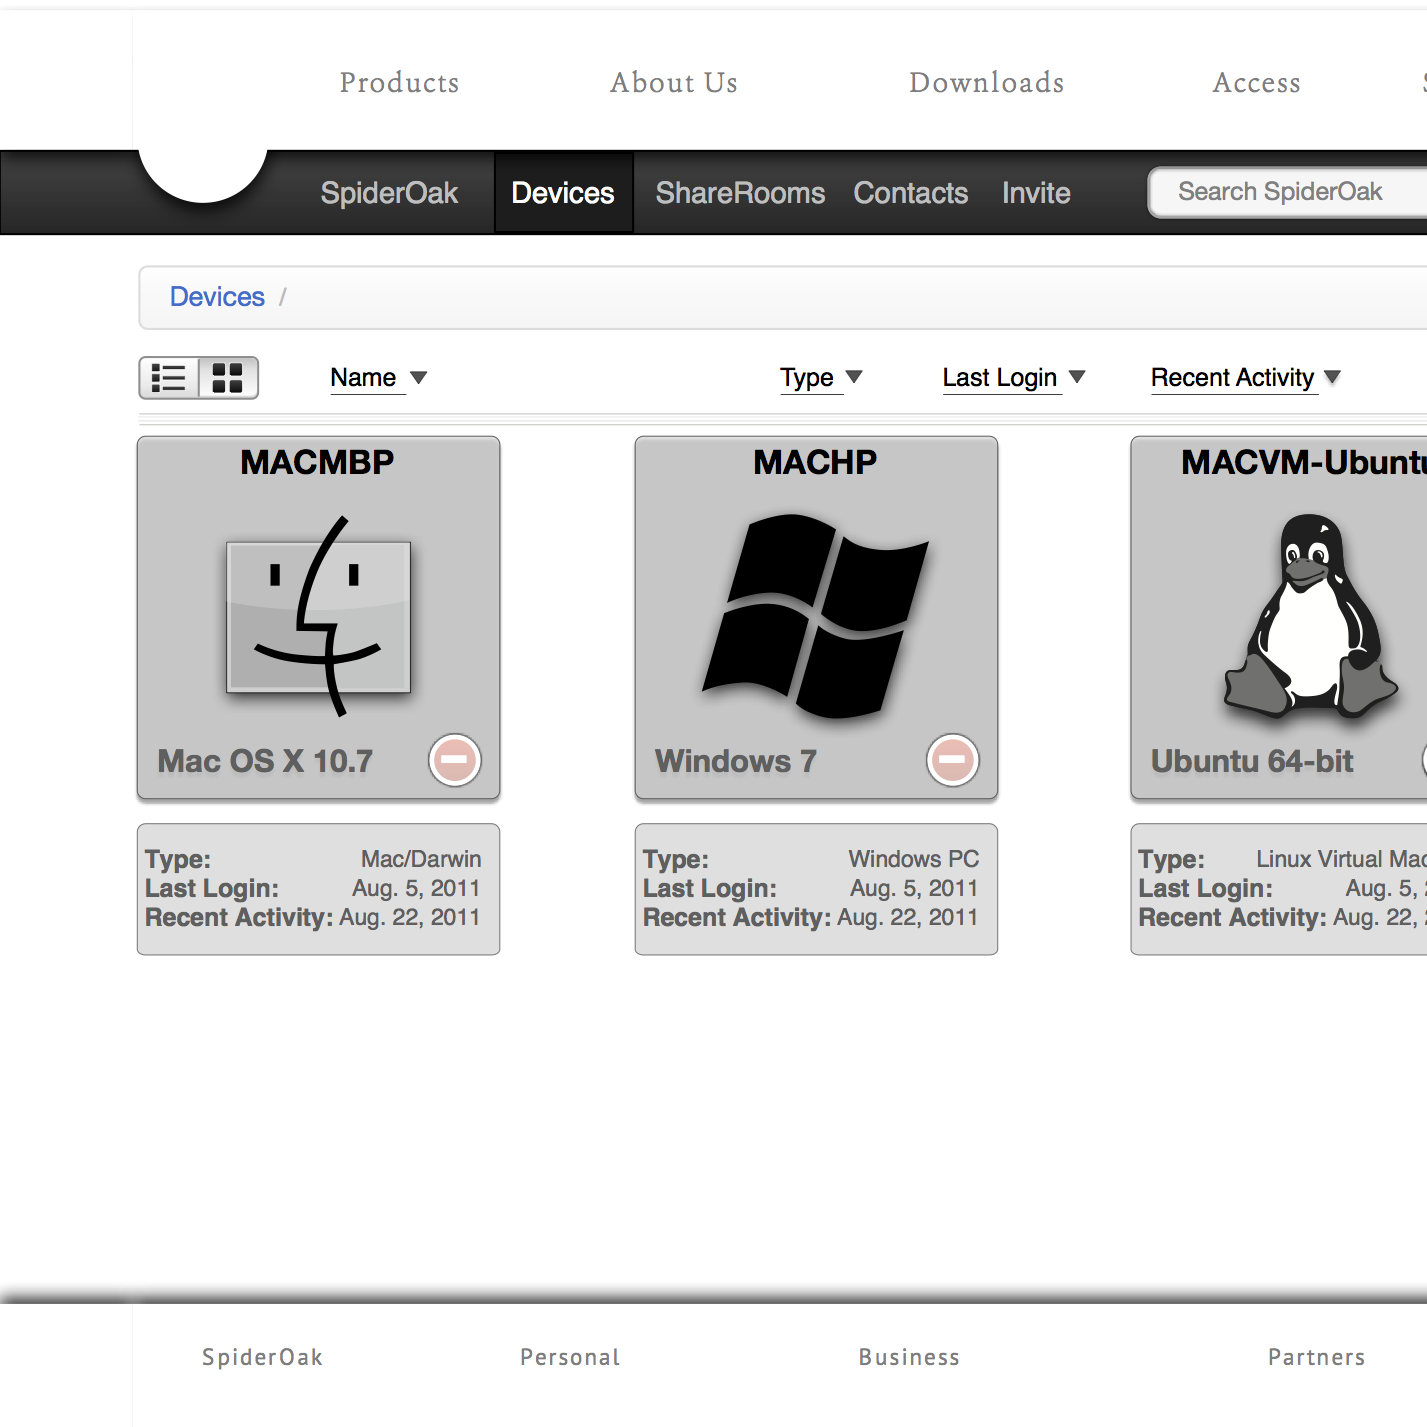 Products About Us Downloads Access
SpiderOak Devices ShareRooms Contacts Invite Search SpiderOak
Devices /
Name Type Last Login Recent Activity
MACMBP
Mac OS X 10.7
Type: Mac/Darwin
Last Login: Aug. 5, 2011
Recent Activity: Aug. 22, 2011
MACHP
Windows 7
Type: Windows PC
Last Login: Aug. 5, 2011
Recent Activity: Aug. 22, 2011
MACVM-Ubuntu
Ubuntu 64-bit
Type: Linux Virtual Mac
Last Login: Aug. 5,
Recent Activity: Aug. 22,
SpiderOak Personal Business Partners